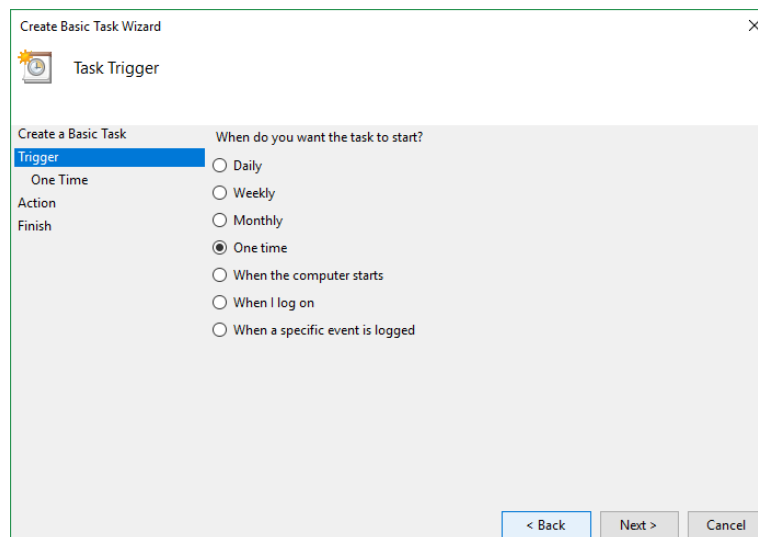 Create Basic Task Wizard
Task Trigger
Create a Basic Task
Trigger
One Time
Action
Finish
When do you want the task to start?
Daily
Weekly
Monthly
One time
When the computer starts
When I log on
When a specific event is logged
< Back Next > Cancel